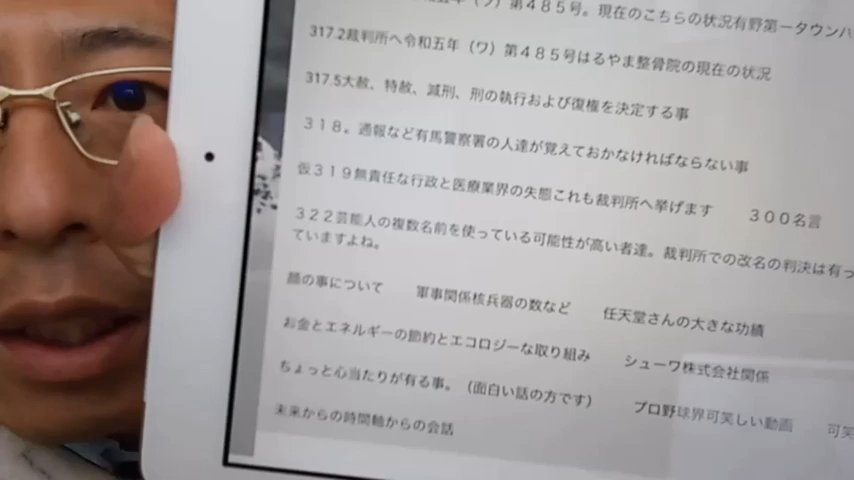 第４８５号。現在のこちらの状況有野第一タウンハ
317.2裁判所へ令和五年（ワ）第４８５号はるやま整骨院の現在の状況
317.5大赦、特赦、減刑、刑の執行および復権を決定する事
３１８。通報など有馬警察署の人達が覚えておかなければならない事
仮３１９無責任な行政と医療業界の失態これも裁判所へ挙げます　３００名言
３２２芸能人の複数名前を使っている可能性が高い者達。裁判所での改名の判決は有っ
ていますよね。
顔の事について　軍事関係核兵器の数など　任天堂さんの大きな功績
お金とエネルギーの節約とエコロジーな取り組み　シューワ株式会社関係
ちょっと心当たりが有る事。（面白い話の方です）　プロ野球界可笑しい動画　可笑
未来からの時間軸からの会話